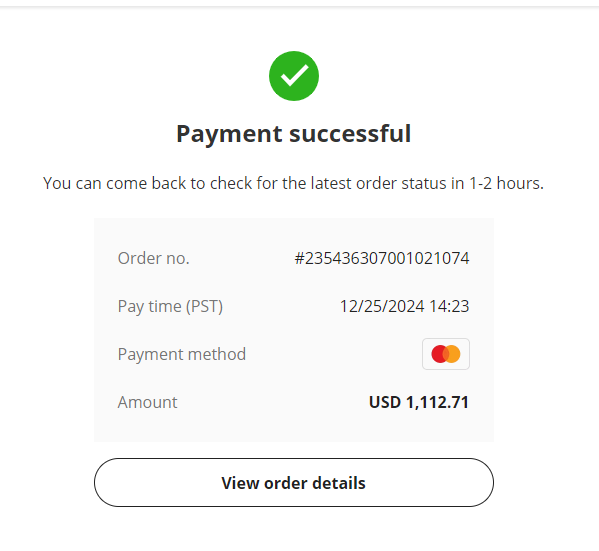 Payment successful
You can come back to check for the latest order status in 1-2 hours.
Order no. #235436307001021074
Pay time (PST) 12/25/2024 14:23
Payment method
Amount USD 1,112.71
View order details